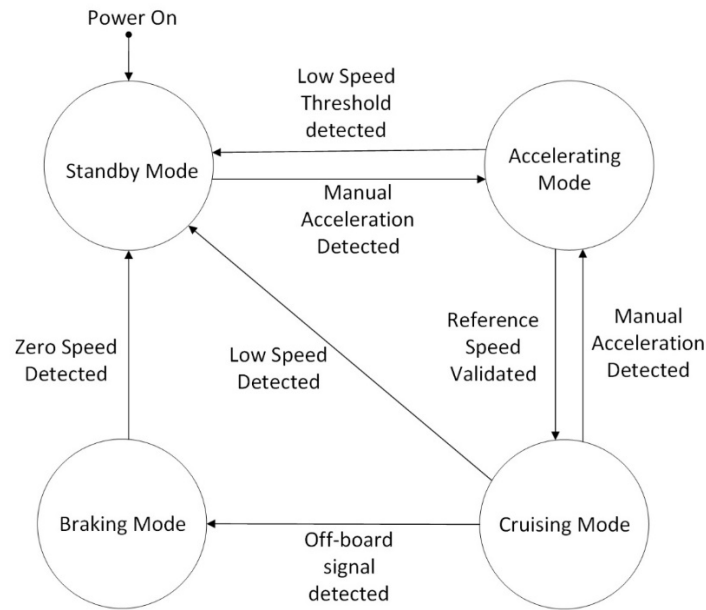 Power On
Low Speed
Threshold
detected
Standby Mode
Accelerating
Mode
Manual
Acceleration
Detected
Zero Speed
Detected
Low Speed
Detected
Reference
Speed
Validated
Manual
Acceleration
Detected
Braking Mode
Cruising Mode
Off-board
signal
detected